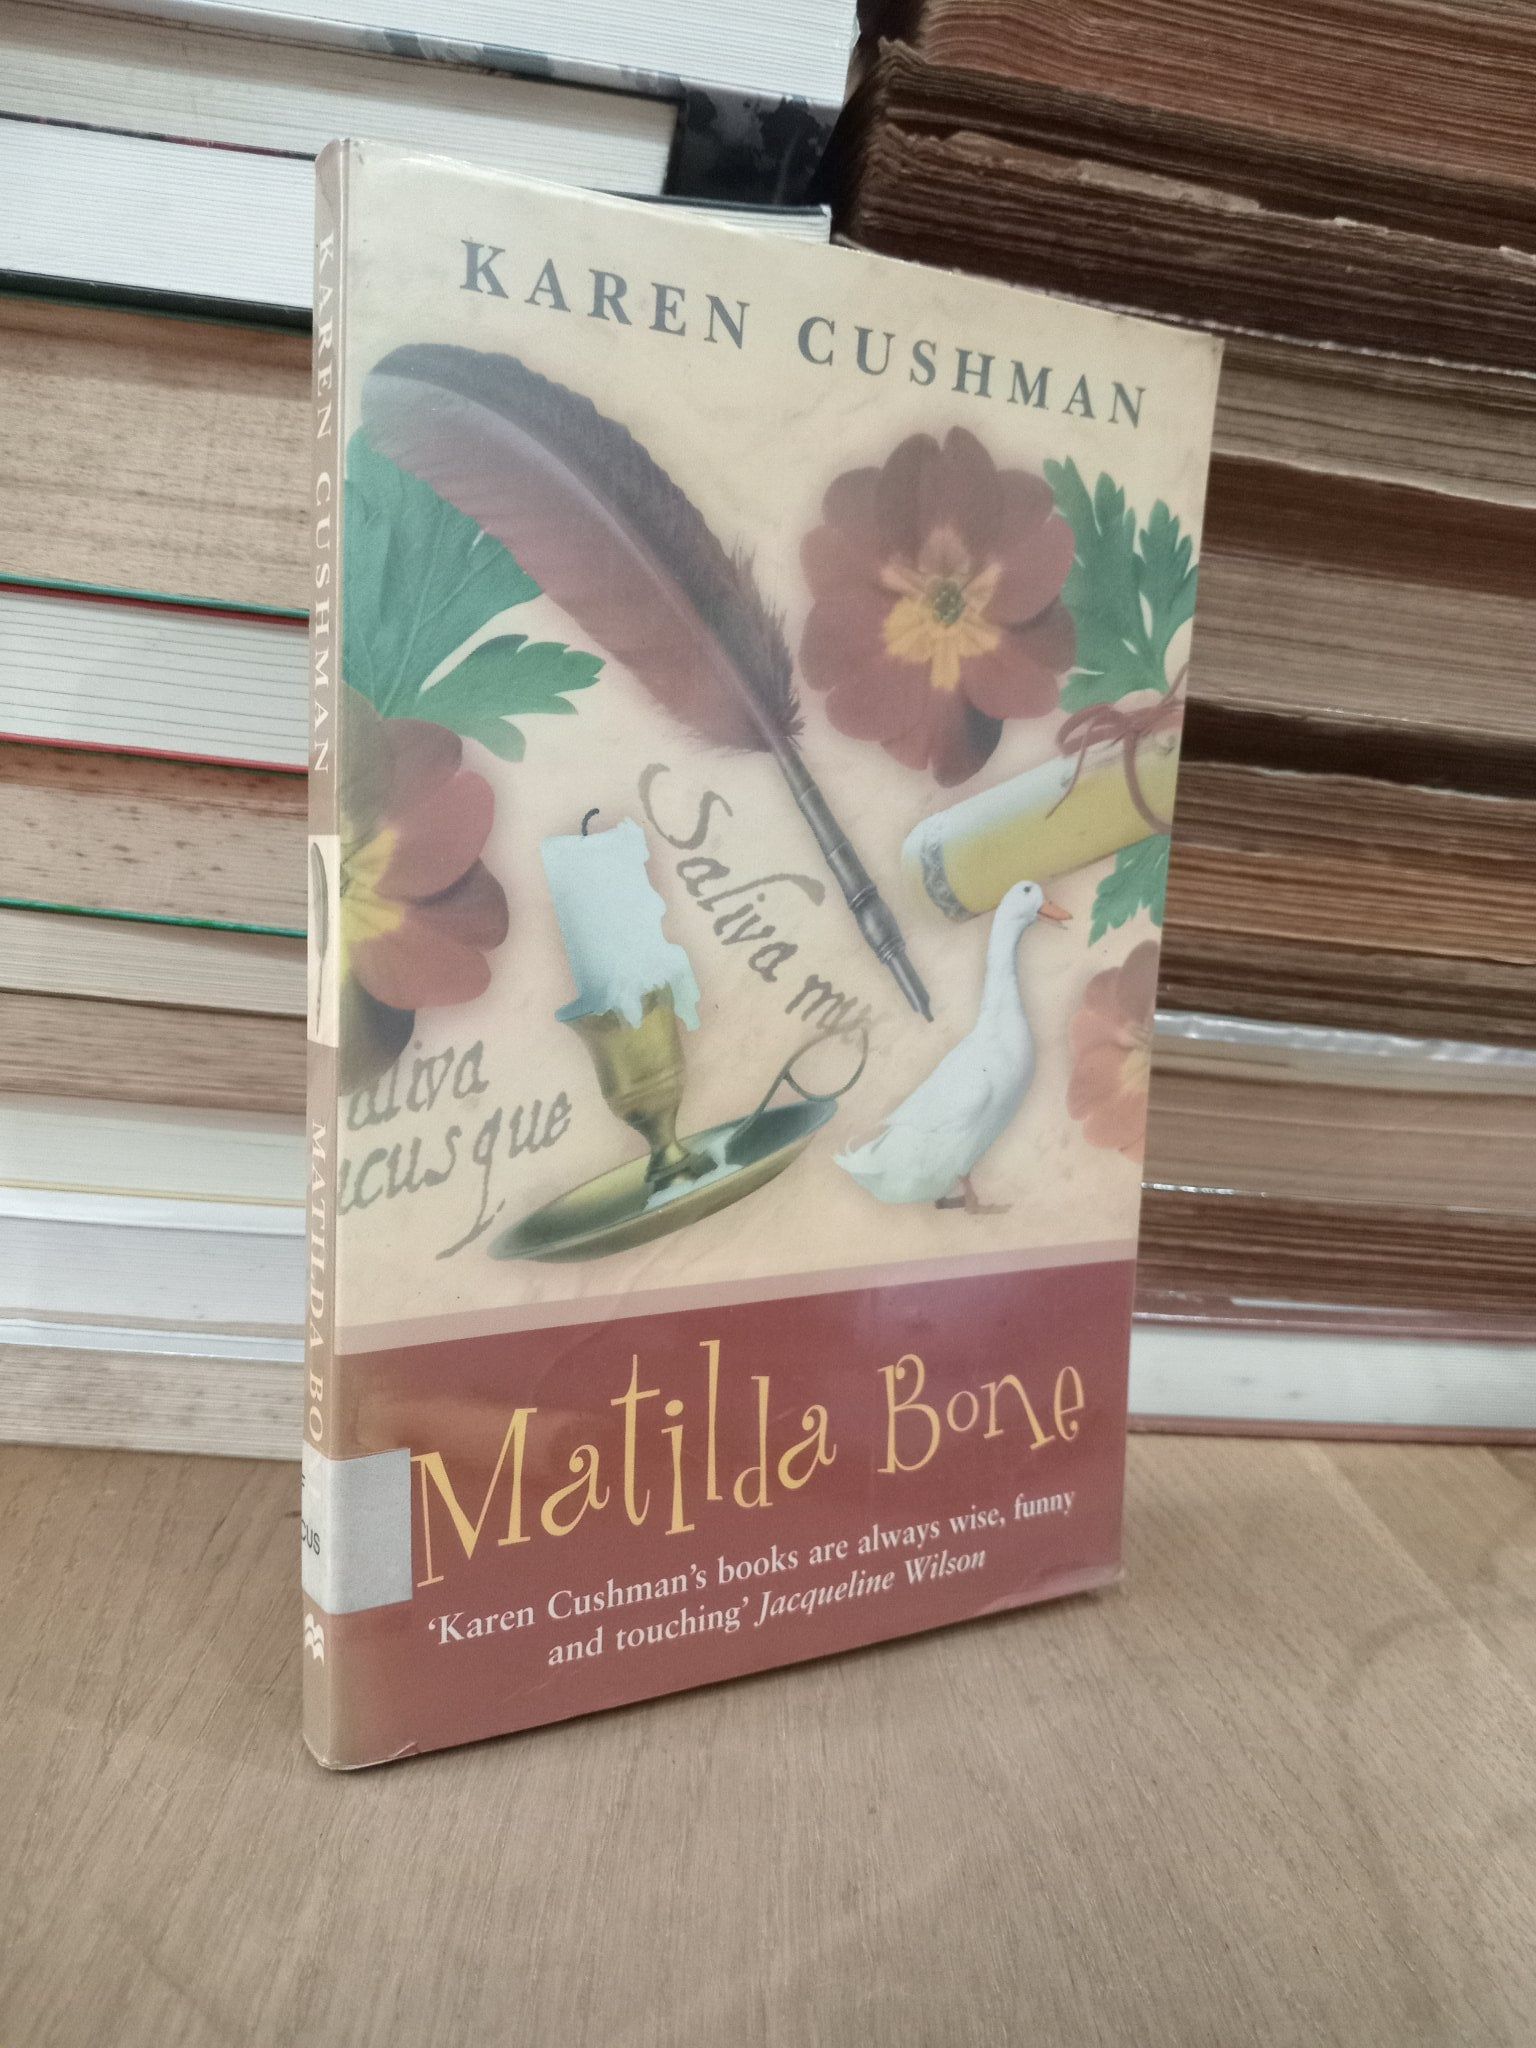 KAREN CUSHMAN
Saliva
aliva
cusque
Matilda Bone
‘Karen Cushman’s books are always wise, funny
and touching’ Jacqueline Wilson
KAREN CUSHMAN
MATILDA BO
CUS